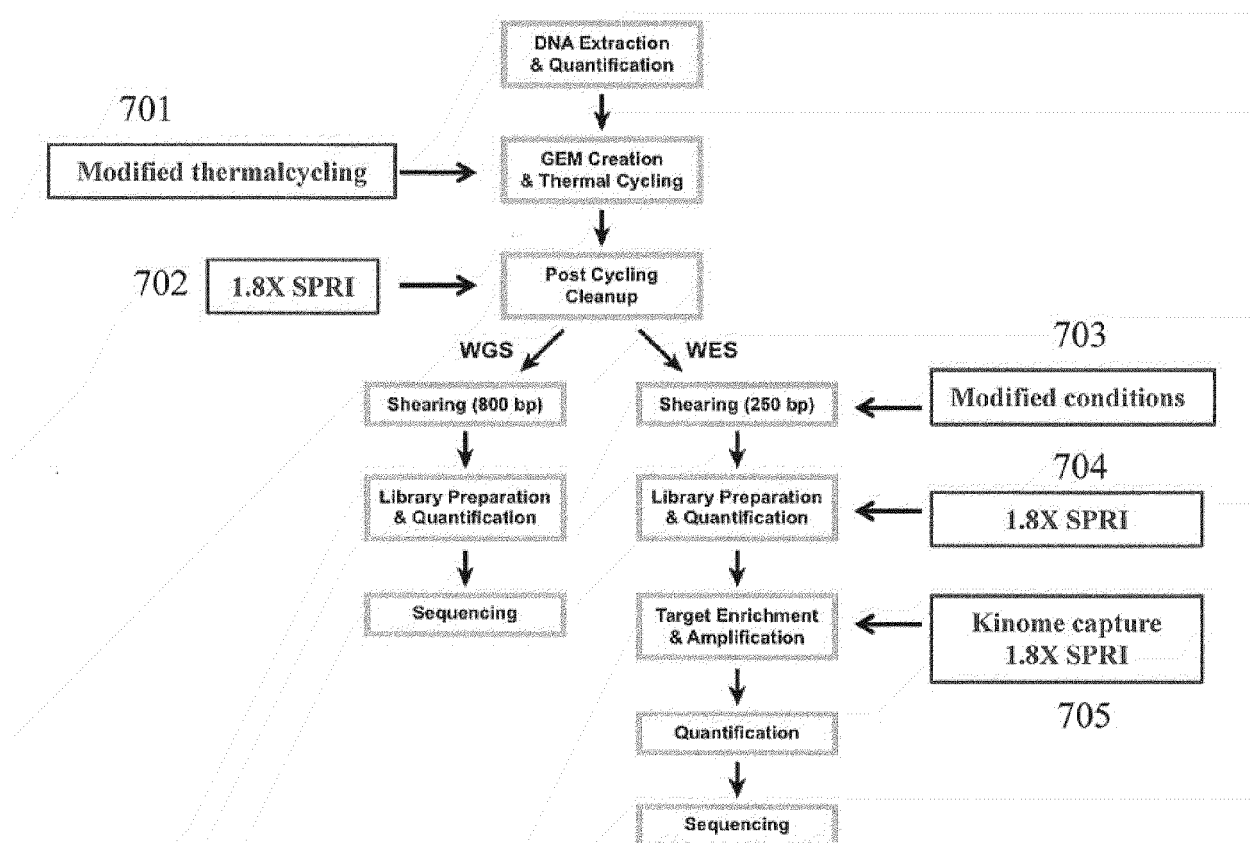 DNA Extraction
& Quantification
701
Modified thermalcycling
GEM Creation
& Thermal Cycling
702
1.8X SPRI
Post Cycling
Cleanup
WGS
WES
703
Shearing (800 bp)
Shearing (250 bp)
Modified conditions
704
Library Preparation
& Quantification
Library Preparation
& Quantification
1.8X SPRI
Sequencing
Target Enrichment
& Amplification
Kinome capture
1.8X SPRI
705
Quantification
Sequencing